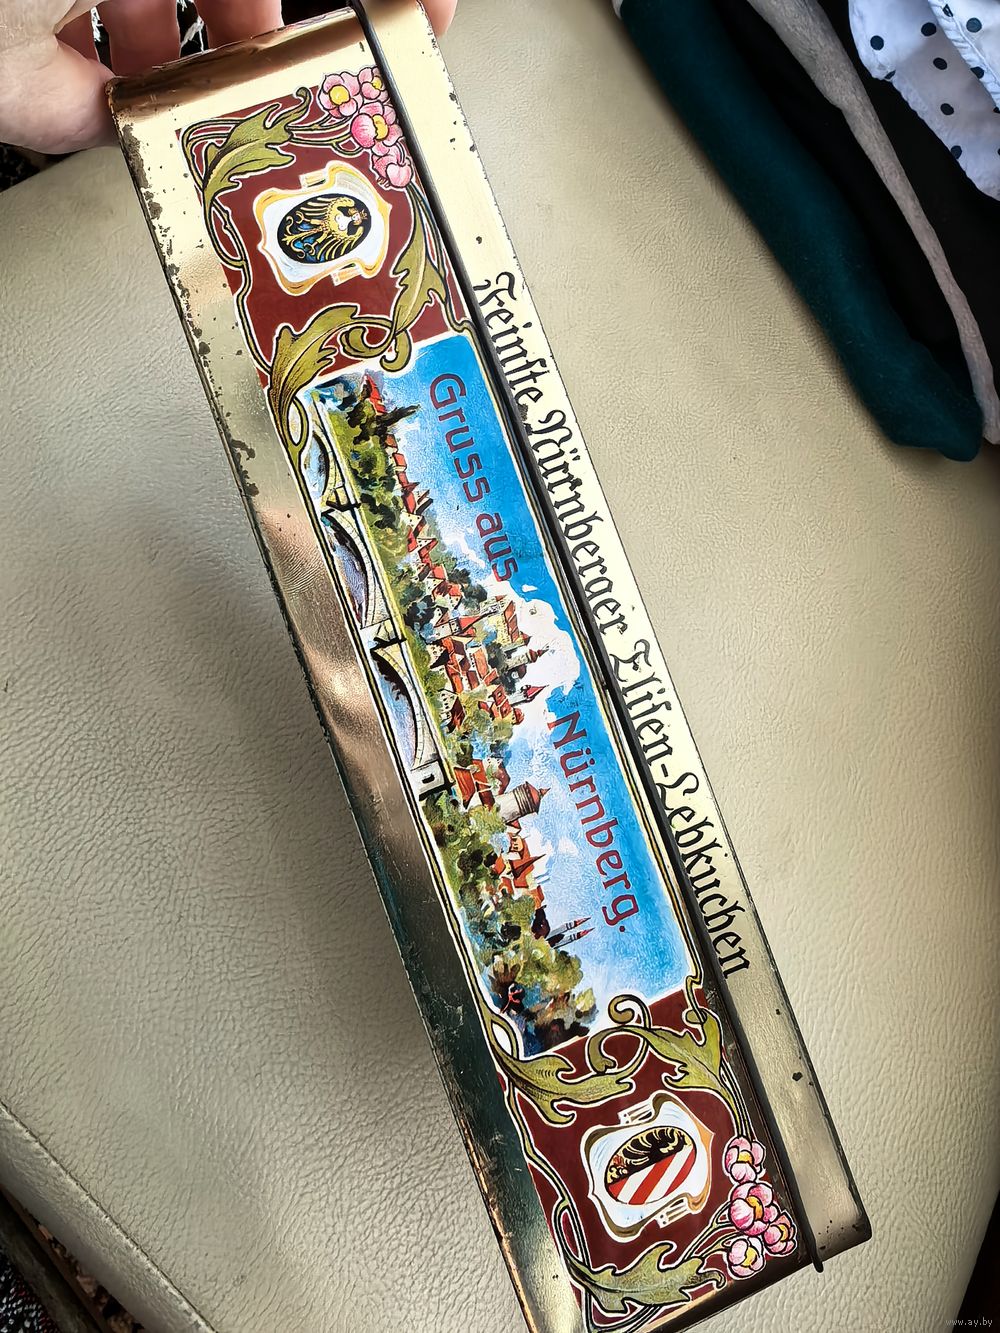 Feinste Nürnberger Elisen-Lebkuchen
Gruss aus
Nürnberg.
www.ay.by